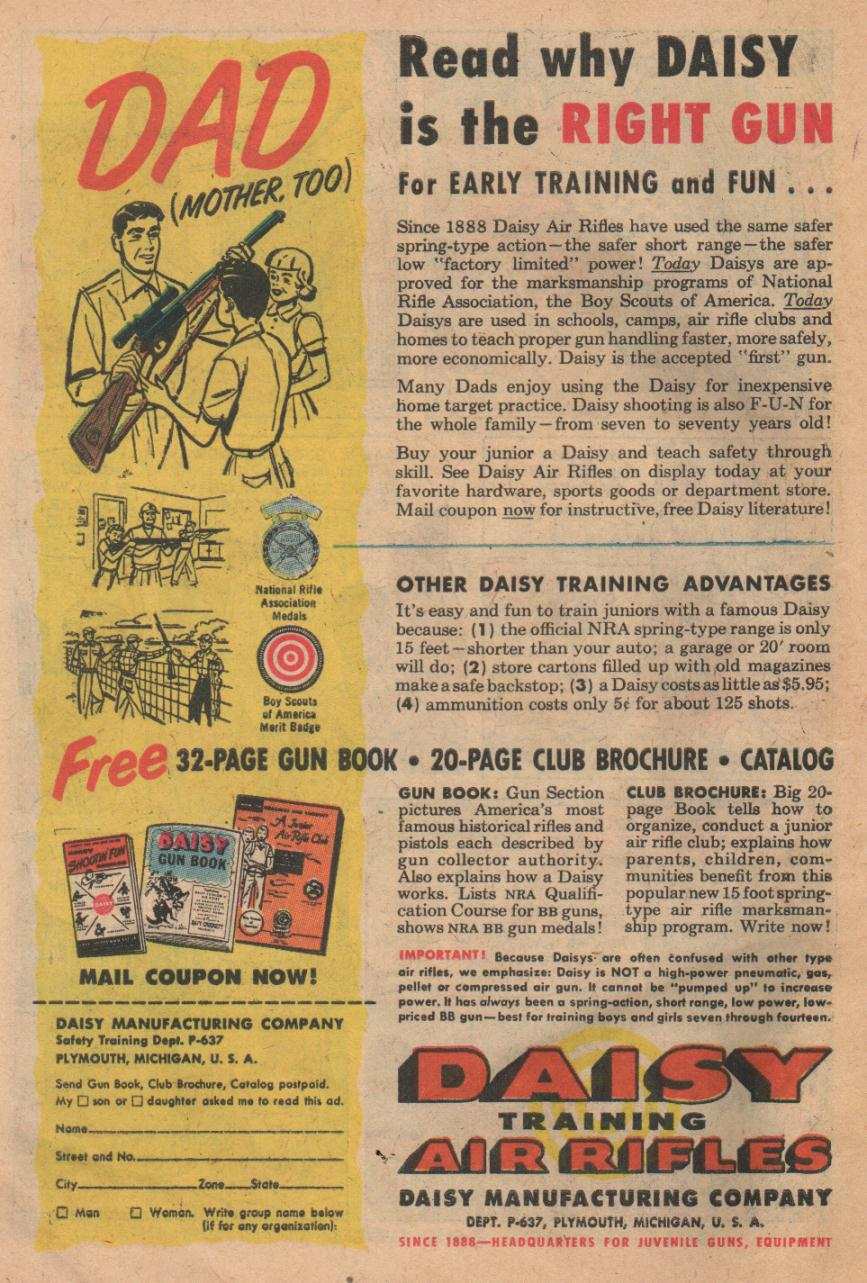 DAD
(MOTHER, TOO)
National Rifle
Association
Medals
Boy Scouts
of America
Merit Badge
Read why DAISY
is the RIGHT GUN
For EARLY TRAINING and FUN . . .
Since 1888 Daisy Air Rifles have used the same safer
spring-type action—the safer short range—the safer
low "factory limited" power! Today Daisys are ap-
proved for the marksmanship programs of National
Rifle Association, the Boy Scouts of America. Today
Daisys are used in schools, camps, air rifle clubs and
homes to teach proper gun handling faster, more safely,
more economically. Daisy is the accepted "first" gun.
Many Dads enjoy using the Daisy for inexpensive
home target practice. Daisy shooting is also F-U-N for
the whole family—from seven to seventy years old!
Buy your junior a Daisy and teach safety through
skill. See Daisy Air Rifles on display today at your
favorite hardware, sports goods or department store.
Mail coupon now for instructive, free Daisy literature!
OTHER DAISY TRAINING ADVANTAGES
It's easy and fun to train juniors with a famous Daisy
because: (1) the official NRA spring-type range is only
15 feet—shorter than your auto; a garage or 20' room
will do; (2) store cartons filled up with old magazines
make a safe backstop; (3) a Daisy costs as little as $5.95;
(4) ammunition costs only 5¢ for about 125 shots.
Free 32-PAGE GUN BOOK • 20-PAGE CLUB BROCHURE • CATALOG
SHOOTIN' FUN
DAISY
DAISY
GUN BOOK
A Junior
Air Rifle Club
MAIL COUPON NOW!
GUN BOOK: Gun Section
pictures America's most
famous historical rifles and
pistols each described by
gun collector authority.
Also explains how a Daisy
works. Lists NRA Qualifi-
cation Course for BB guns,
shows NRA BB gun medals!
CLUB BROCHURE: Big 20-
page Book tells how to
organize, conduct a junior
air rifle club; explains how
parents, children, com-
munities benefit from this
popular new 15 foot spring-
type air rifle marksman-
ship program. Write now!
IMPORTANT! Because Daisys are often confused with other type
air rifles, we emphasize: Daisy is NOT a high-power pneumatic, gas,
pellet or compressed air gun. It cannot be "pumped up" to increase
power. It has always been a spring-action, short range, low power, low-
priced BB gun—best for training boys and girls seven through fourteen.
DAISY MANUFACTURING COMPANY
Safety Training Dept. P-637
PLYMOUTH, MICHIGAN, U. S. A.
Send Gun Book, Club Brochure, Catalog postpaid.
My ☐ son or ☐ daughter asked me to read this ad.
Name
Street and No.
City Zone State
☐ Man ☐ Woman. Write group name below
(if for any organization):
DAISY
TRAINING
AIR RIFLES
DAISY MANUFACTURING COMPANY
DEPT. P-637, PLYMOUTH, MICHIGAN, U. S. A.
SINCE 1888—HEADQUARTERS FOR JUVENILE GUNS, EQUIPMENT